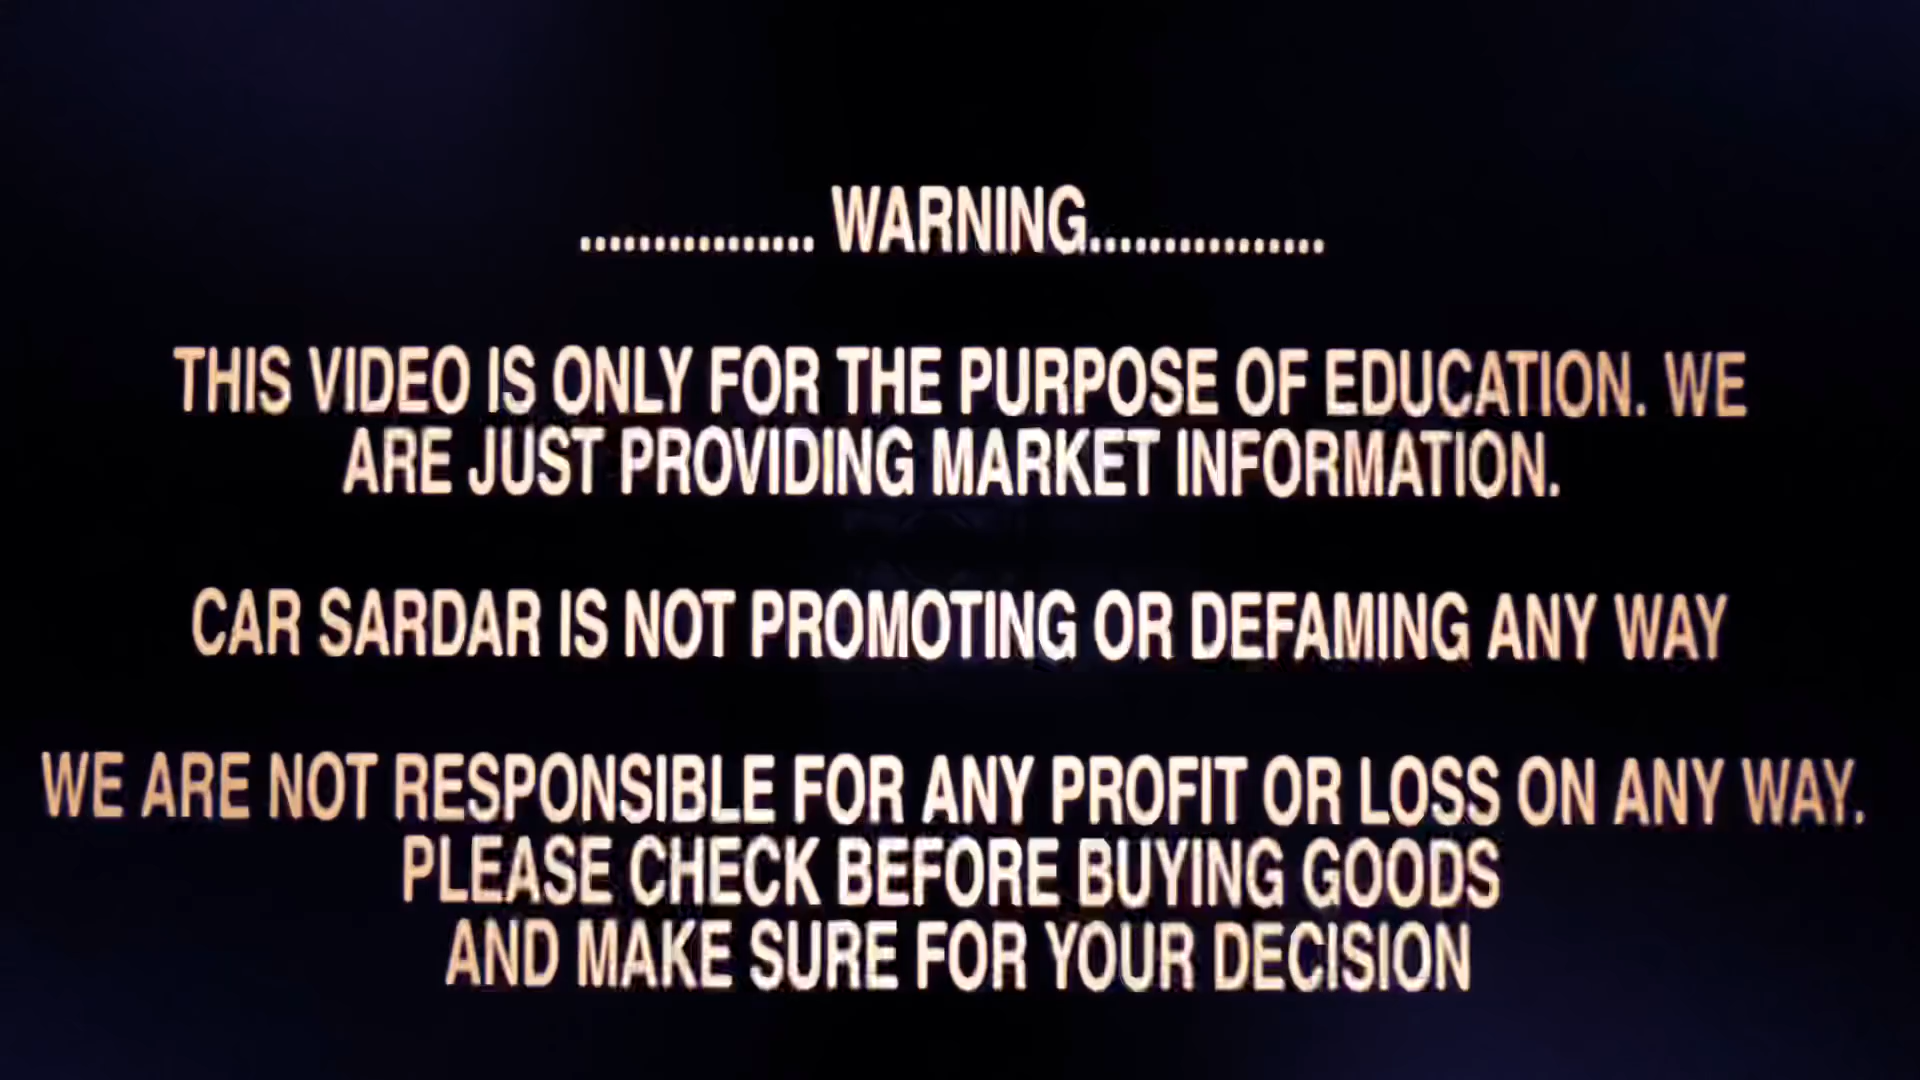 ................ WARNING................
THIS VIDEO IS ONLY FOR THE PURPOSE OF EDUCATION. WE
ARE JUST PROVIDING MARKET INFORMATION.
CAR SARDAR IS NOT PROMOTING OR DEFAMING ANY WAY
WE ARE NOT RESPONSIBLE FOR ANY PROFIT OR LOSS ON ANY WAY.
PLEASE CHECK BEFORE BUYING GOODS
AND MAKE SURE FOR YOUR DECISION